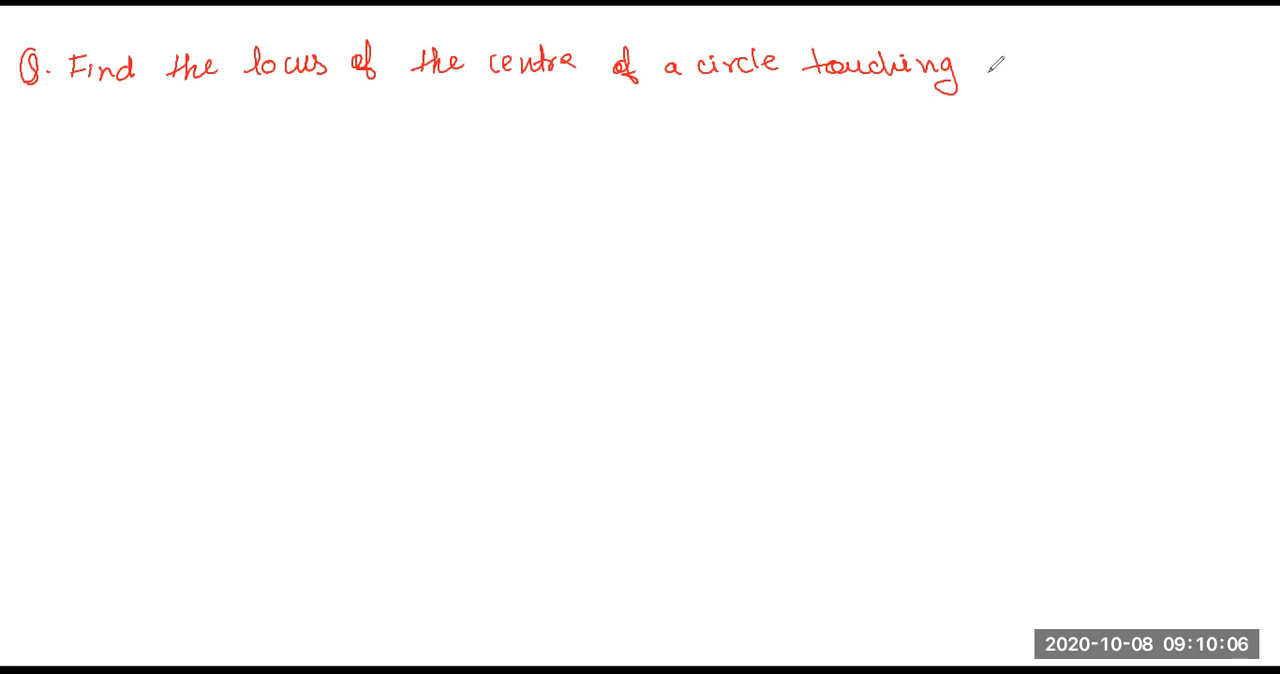 Q. Find the locus of the centre of a circle touching
2020-10-08 09:10:06